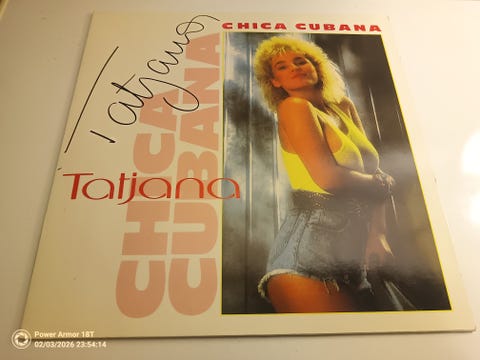 CHICA CUBANA
Tatjana
Tatjana
CHICA
CUBANA
Power Armor 18T
02/03/2026 23:54:14